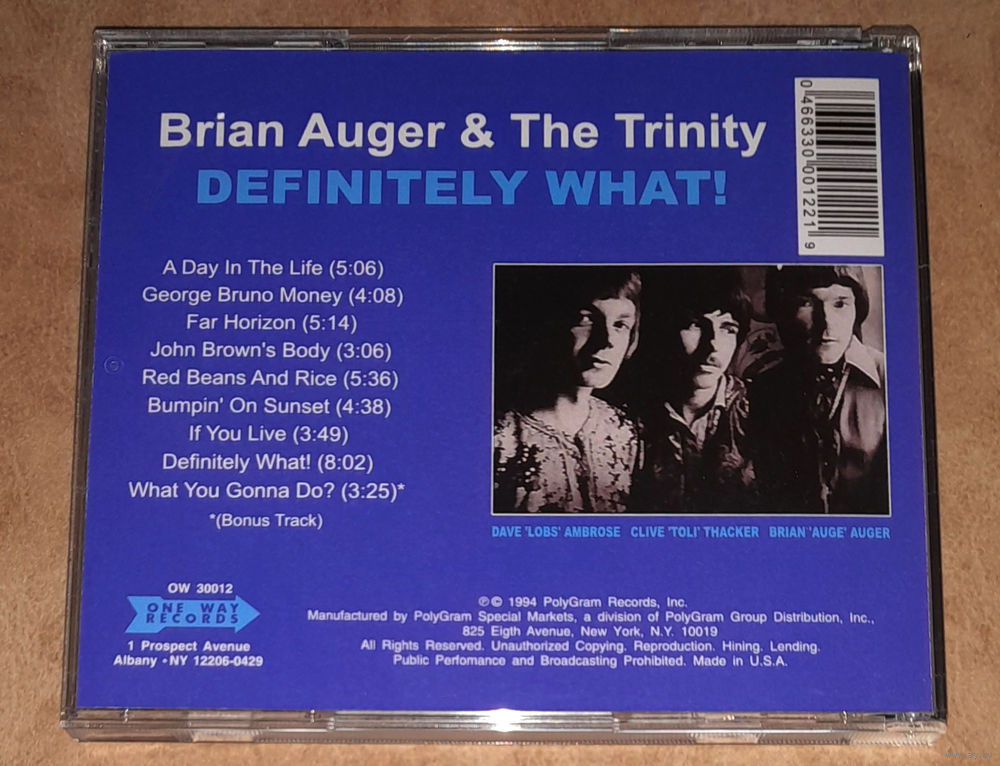 Brian Auger & The Trinity
DEFINITELY WHAT!
0 466330 001221 9
A Day In The Life (5:06)
George Bruno Money (4:08)
Far Horizon (5:14)
John Brown's Body (3:06)
Red Beans And Rice (5:36)
Bumpin' On Sunset (4:38)
If You Live (3:49)
Definitely What! (8:02)
What You Gonna Do? (3:25)*
*(Bonus Track)
DAVE 'LOBS' AMBROSE CLIVE 'TOLI' THACKER BRIAN 'AUGE' AUGER
OW 30012
ONE WAY
RECORDS
1 Prospect Avenue
Albany • NY 12206-0429
℗© 1994 PolyGram Records, Inc.
Manufactured by PolyGram Special Markets, a division of PolyGram Group Distribution, Inc.,
825 Eigth Avenue, New York, N.Y. 10019
All Rights Reserved. Unauthorized Copying. Reproduction. Hining. Lending.
Public Perfomance and Broadcasting Prohibited. Made in U.S.A.